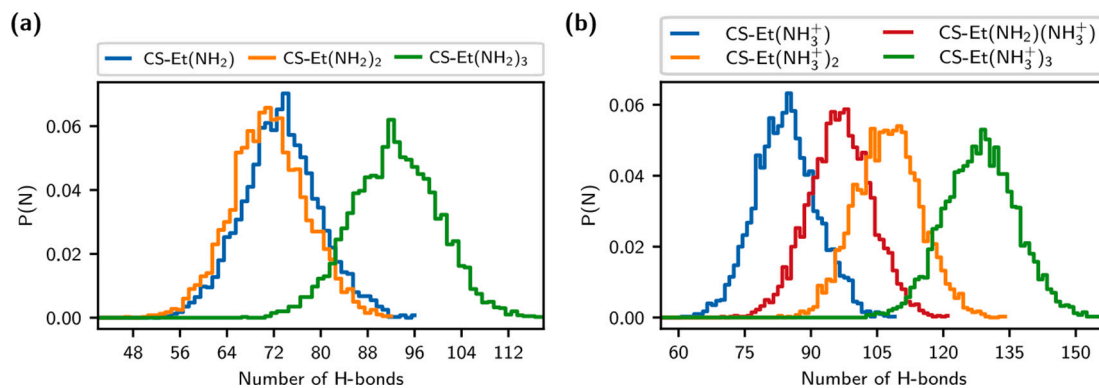 (a)
CS-Et(NH₂) CS-Et(NH₂)₂ CS-Et(NH₂)₃
P(N)
0.06
0.04
0.02
0.00
48 56 64 72 80 88 96 104 112
Number of H-bonds
(b)
CS-Et(NH₃⁺) CS-Et(NH₂)(NH₃⁺)
CS-Et(NH₃⁺)₂ CS-Et(NH₃⁺)₃
P(N)
0.06
0.04
0.02
0.00
60 75 90 105 120 135 150
Number of H-bonds